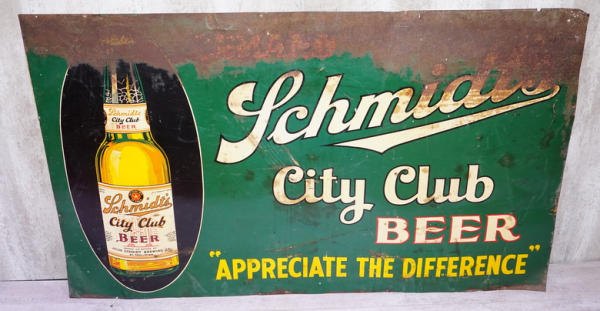 Schmidt's
City Club
BEER
"APPRECIATE THE DIFFERENCE"
Schmidt's
City Club
BEER
Schmidt's
City Club
BEER